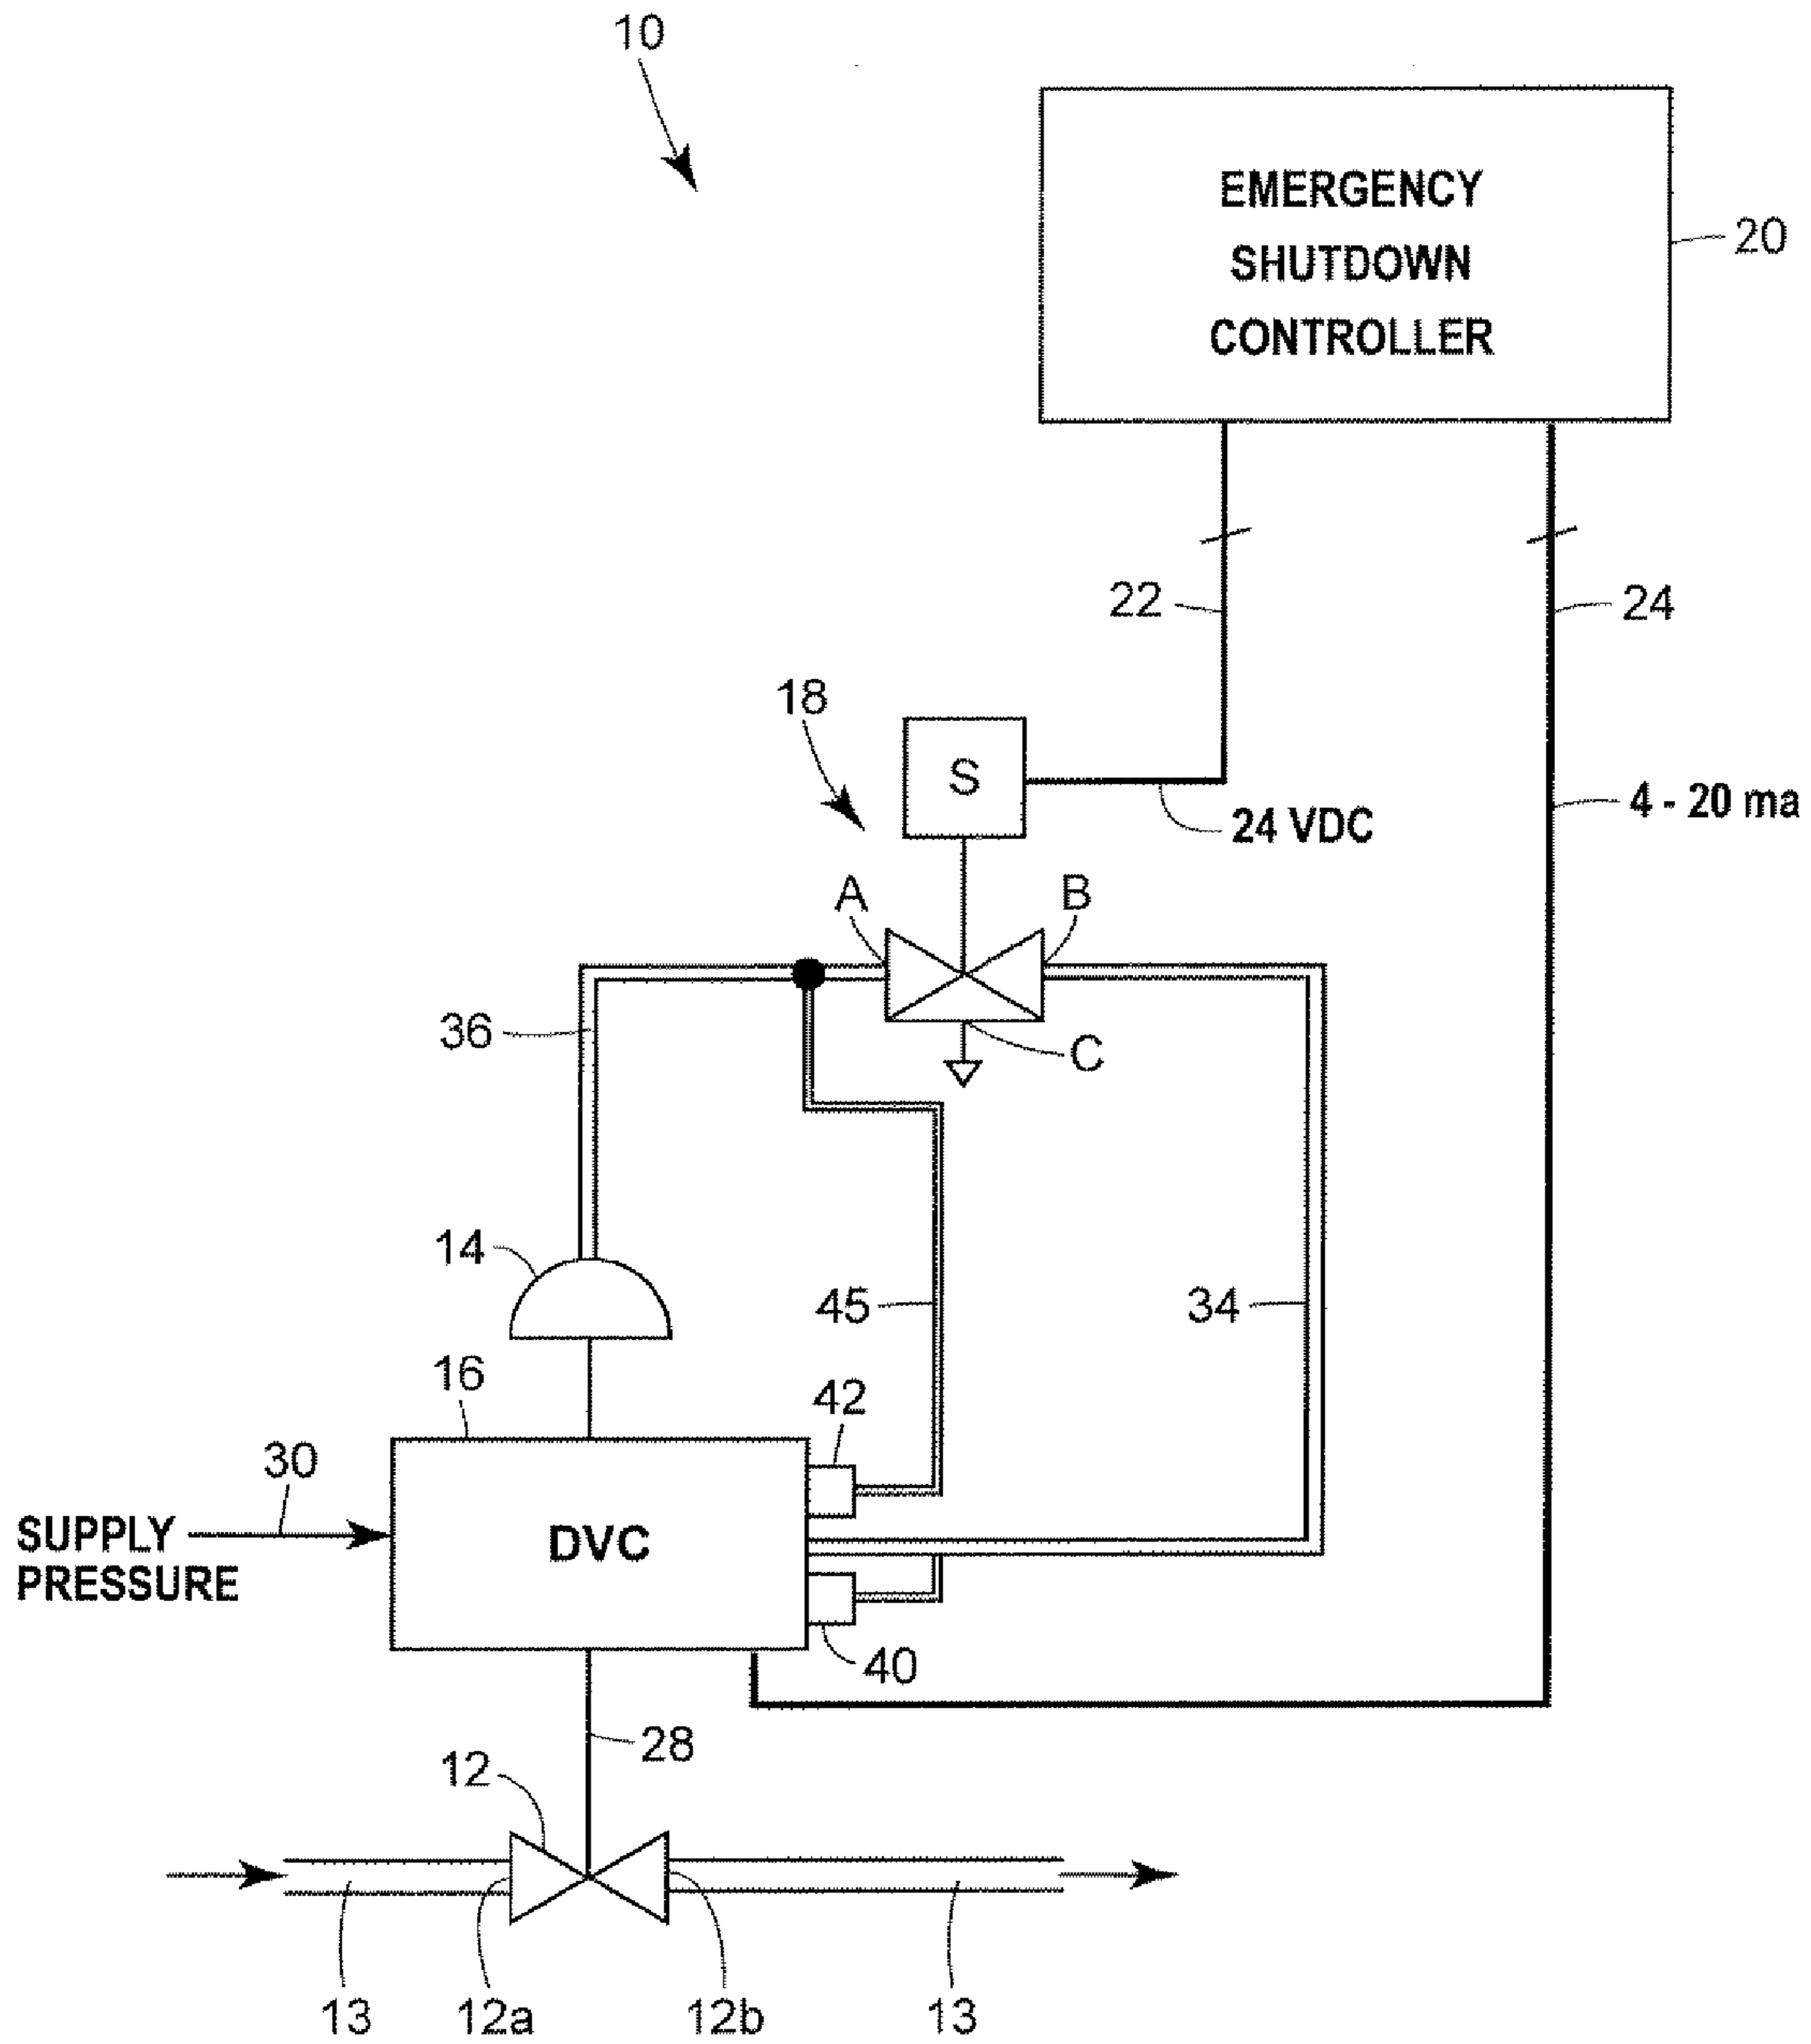 10
EMERGENCY
SHUTDOWN
CONTROLLER
20
22
24
18
S
24 VDC
4 - 20 ma
A
B
36
C
14
45
34
16
42
30
SUPPLY
PRESSURE
DVC
40
28
12
13
12a
12b
13